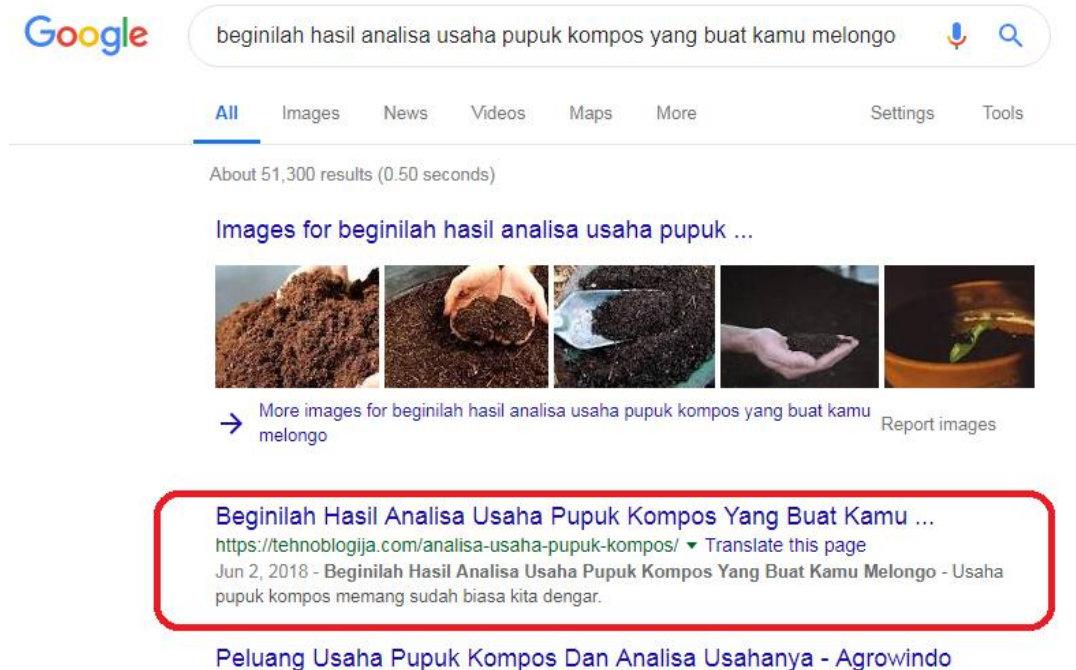 Google
beginilah hasil analisa usaha pupuk kompos yang buat kamu melongo
All Images News Videos Maps More Settings Tools
About 51,300 results (0.50 seconds)
Images for beginilah hasil analisa usaha pupuk ...
More images for beginilah hasil analisa usaha pupuk kompos yang buat kamu
melongo
Report images
Beginilah Hasil Analisa Usaha Pupuk Kompos Yang Buat Kamu ...
https://tehnoblogija.com/analisa-usaha-pupuk-kompos/ ▾ Translate this page
Jun 2, 2018 - Beginilah Hasil Analisa Usaha Pupuk Kompos Yang Buat Kamu Melongo - Usaha
pupuk kompos memang sudah biasa kita dengar.
Peluang Usaha Pupuk Kompos Dan Analisa Usahanya - Agrowindo